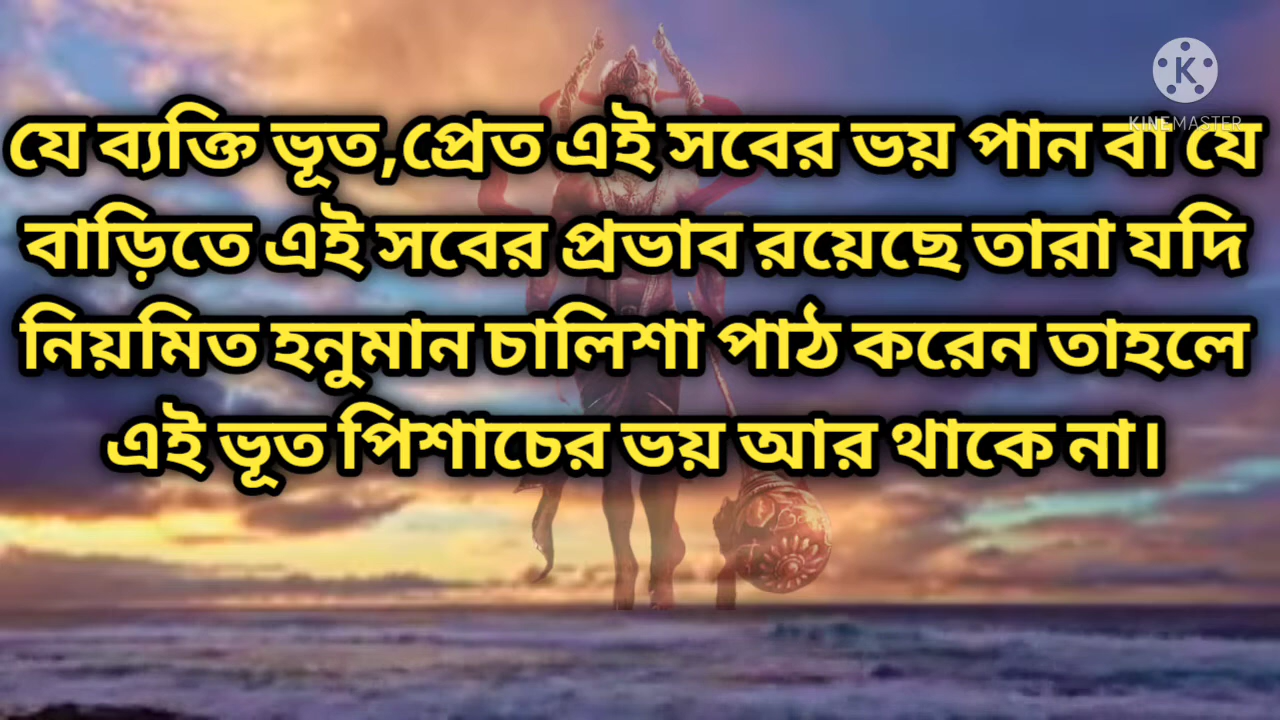 যে ব্যক্তি ভূত,প্রেত এই সবের ভয় পান বা যে
বাড়িতে এই সবের প্রভাব রয়েছে তারা যদি
নিয়মিত হনুমান চালিশা পাঠ করেন তাহলে
এই ভূত পিশাচের ভয় আর থাকে না।
K
KINEMASTER